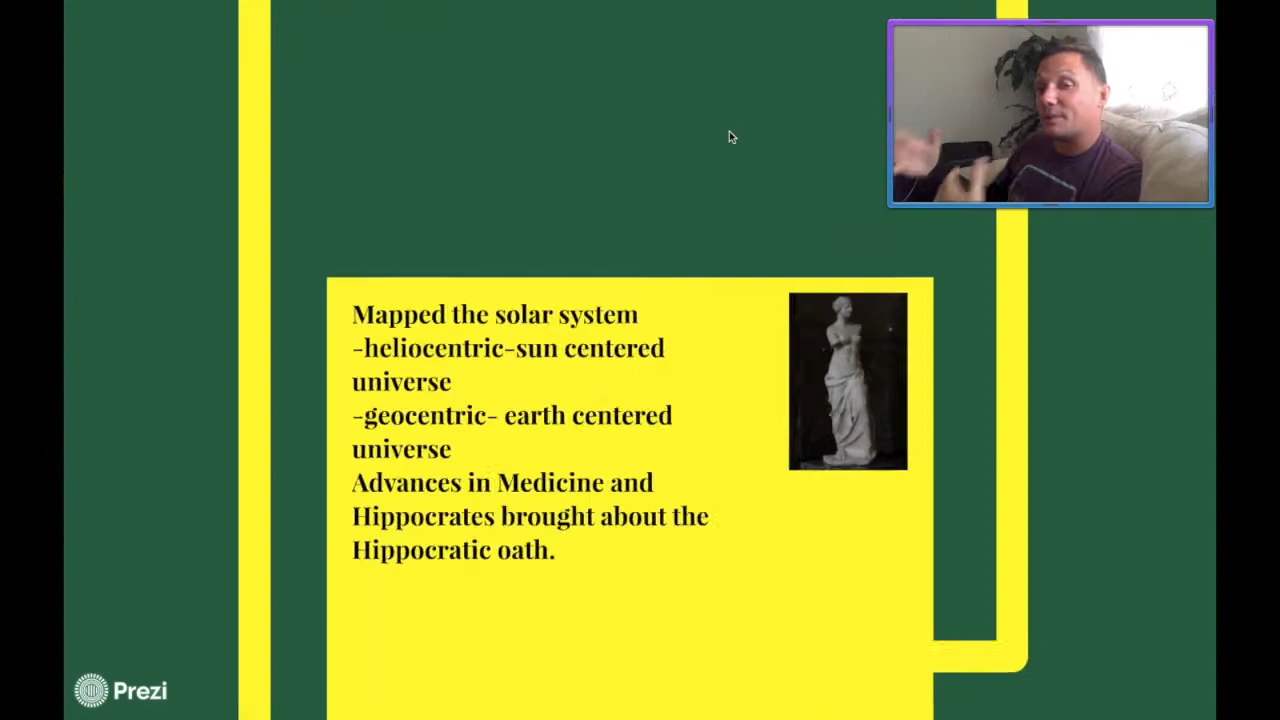 Mapped the solar system
-heliocentric-sun centered
universe
-geocentric- earth centered
universe
Advances in Medicine and
Hippocrates brought about the
Hippocratic oath.
Prezi